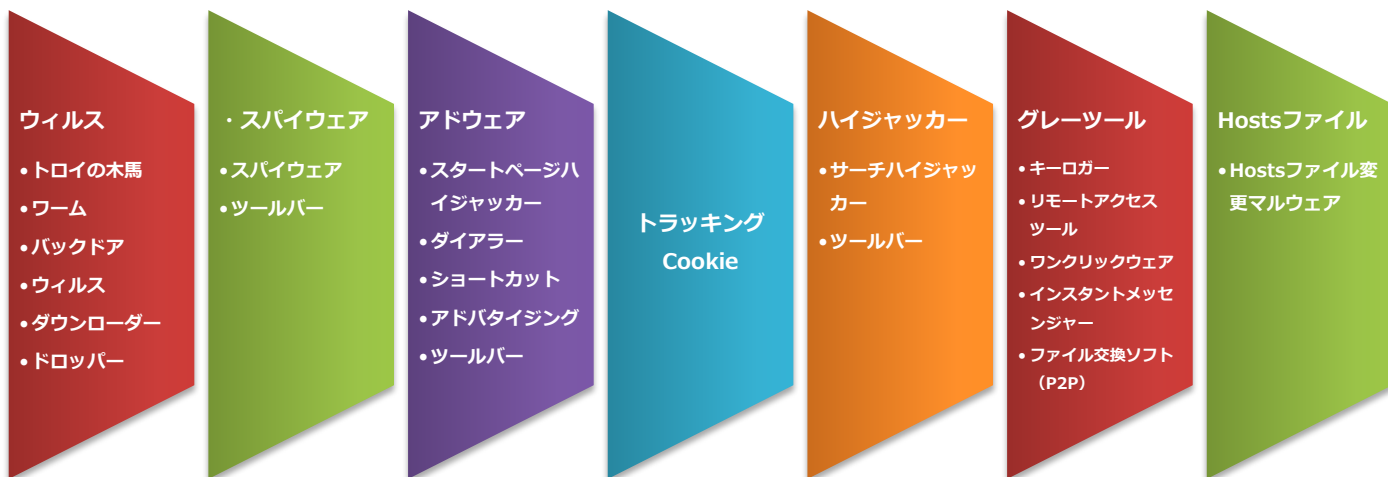 ウィルス
•トロイの木馬
•ワーム
•バックドア
•ウィルス
•ダウンローダー
•ドロッパー
・スパイウェア
•スパイウェア
•ツールバー
アドウェア
•スタートページハ
イジャッカー
•ダイアラー
•ショートカット
•アドバタイジング
•ツールバー
トラッキング
Cookie
ハイジャッカー
•サーチハイジャッ
カー
•ツールバー
グレーツール
•キーロガー
•リモートアクセス
ツール
•ワンクリックウェア
•インスタントメッセ
ンジャー
•ファイル交換ソフト
（P2P）
Hostsファイル
•Hostsファイル変
更マルウェア